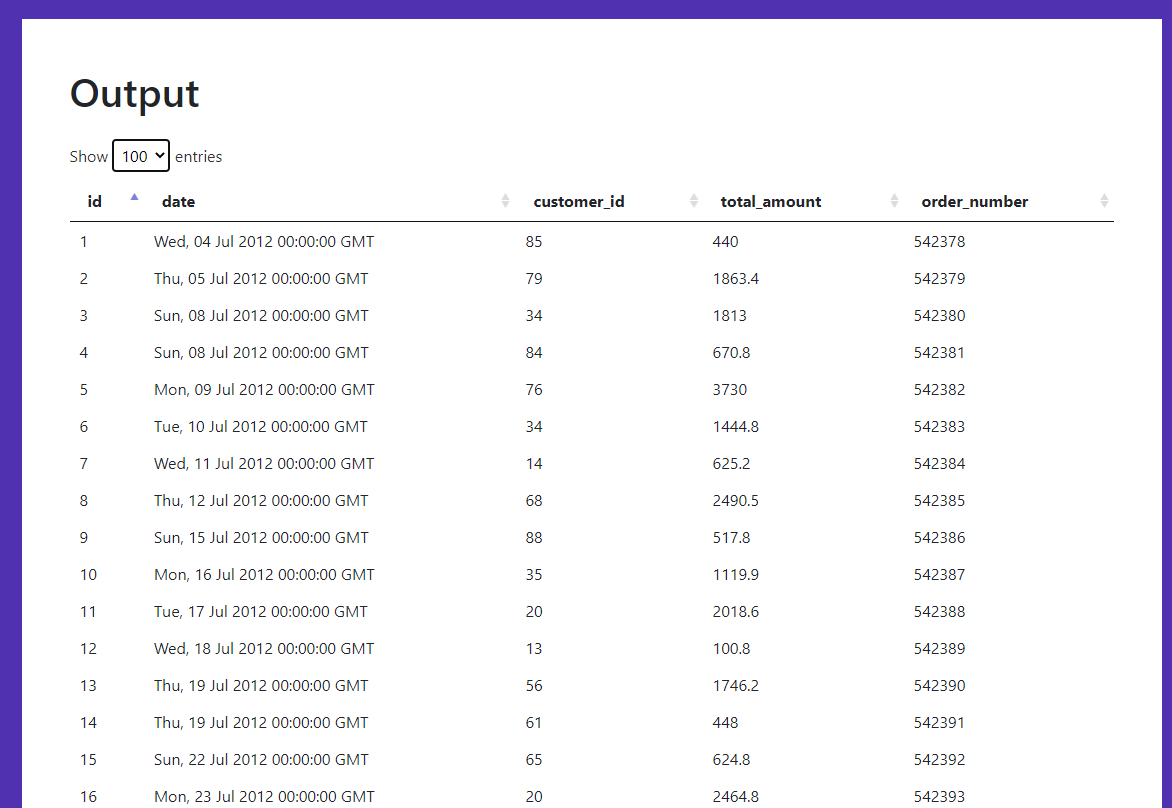 Output
Show 100 entries
id date customer_id total_amount order_number
1 Wed, 04 Jul 2012 00:00:00 GMT 85 440 542378
2 Thu, 05 Jul 2012 00:00:00 GMT 79 1863.4 542379
3 Sun, 08 Jul 2012 00:00:00 GMT 34 1813 542380
4 Sun, 08 Jul 2012 00:00:00 GMT 84 670.8 542381
5 Mon, 09 Jul 2012 00:00:00 GMT 76 3730 542382
6 Tue, 10 Jul 2012 00:00:00 GMT 34 1444.8 542383
7 Wed, 11 Jul 2012 00:00:00 GMT 14 625.2 542384
8 Thu, 12 Jul 2012 00:00:00 GMT 68 2490.5 542385
9 Sun, 15 Jul 2012 00:00:00 GMT 88 517.8 542386
10 Mon, 16 Jul 2012 00:00:00 GMT 35 1119.9 542387
11 Tue, 17 Jul 2012 00:00:00 GMT 20 2018.6 542388
12 Wed, 18 Jul 2012 00:00:00 GMT 13 100.8 542389
13 Thu, 19 Jul 2012 00:00:00 GMT 56 1746.2 542390
14 Thu, 19 Jul 2012 00:00:00 GMT 61 448 542391
15 Sun, 22 Jul 2012 00:00:00 GMT 65 624.8 542392
16 Mon, 23 Jul 2012 00:00:00 GMT 20 2464.8 542393